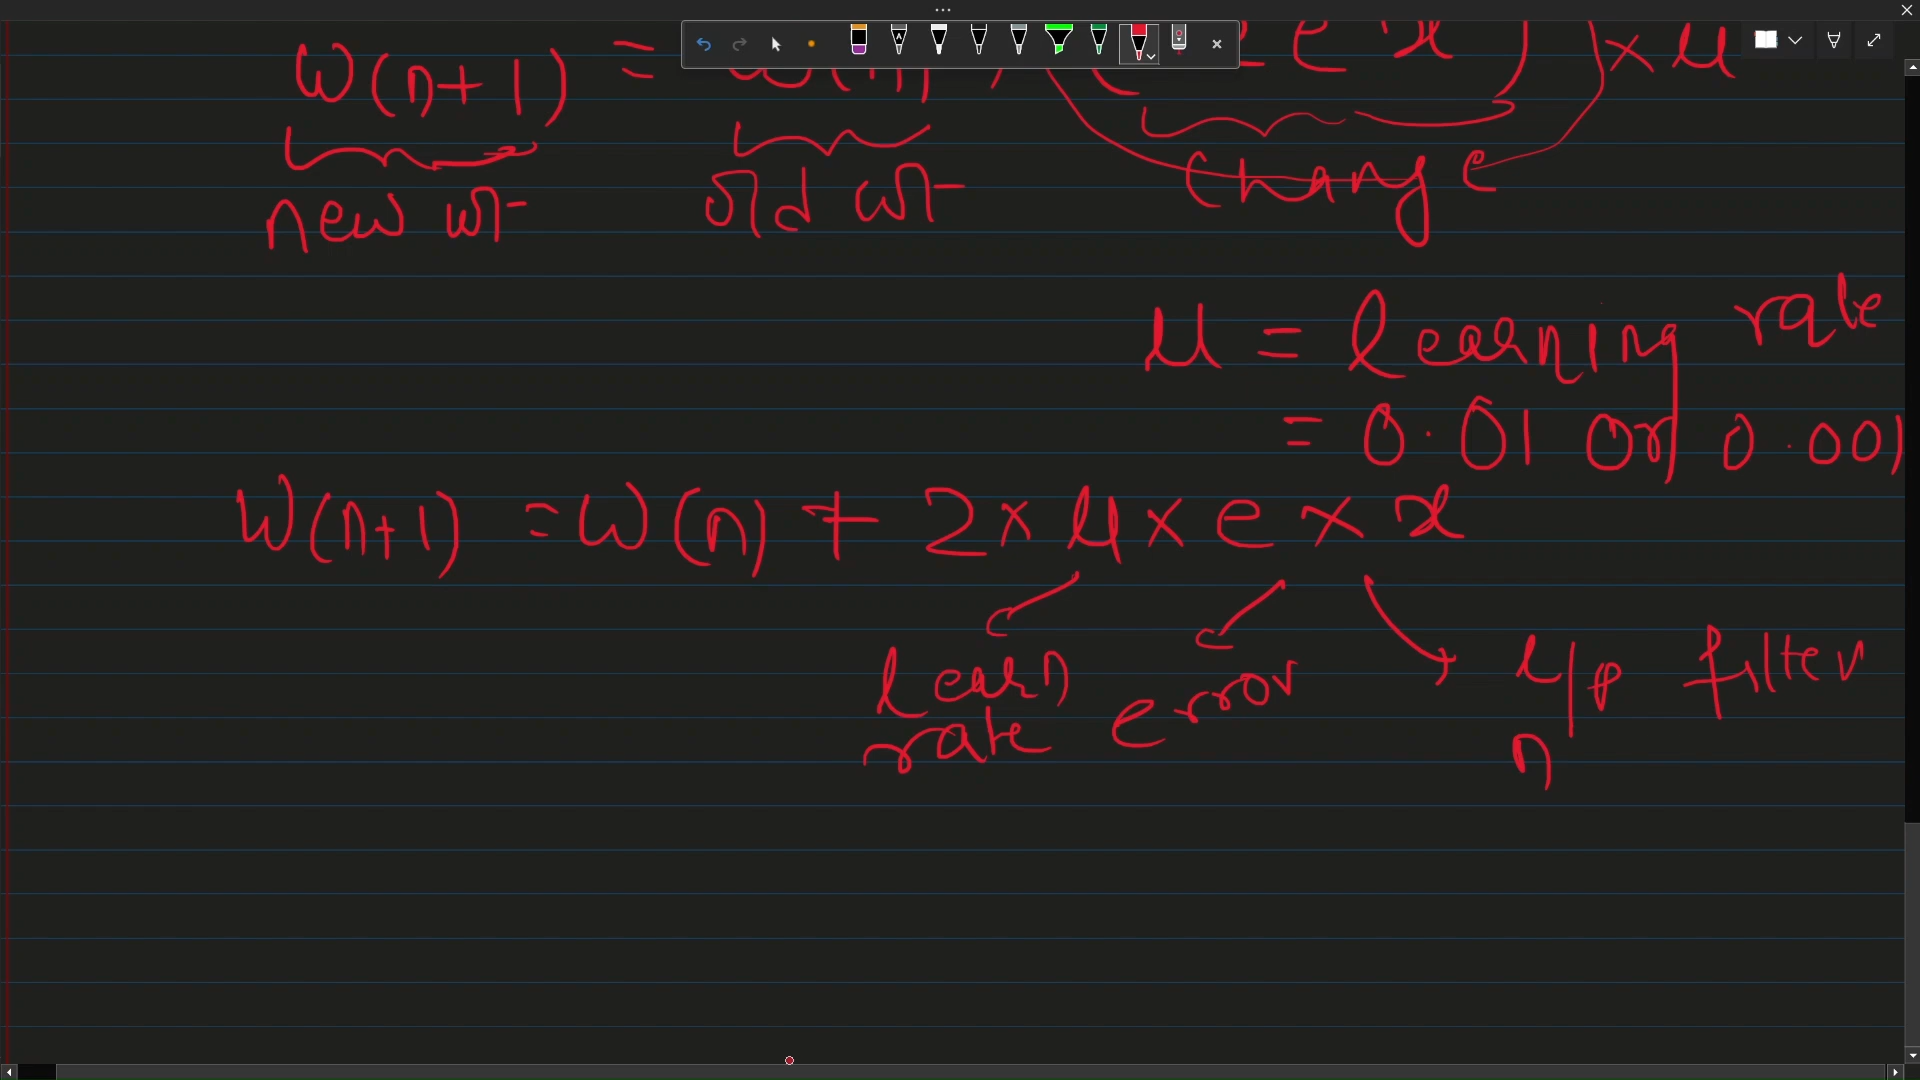 w(n+1) = w(n) 2 e x) × μ
new wt old wt change
μ = learning rate
= 0.01 or 0.001
w(n+1) = w(n) + 2 × μ × e × x
learn rate error i/p filter
n